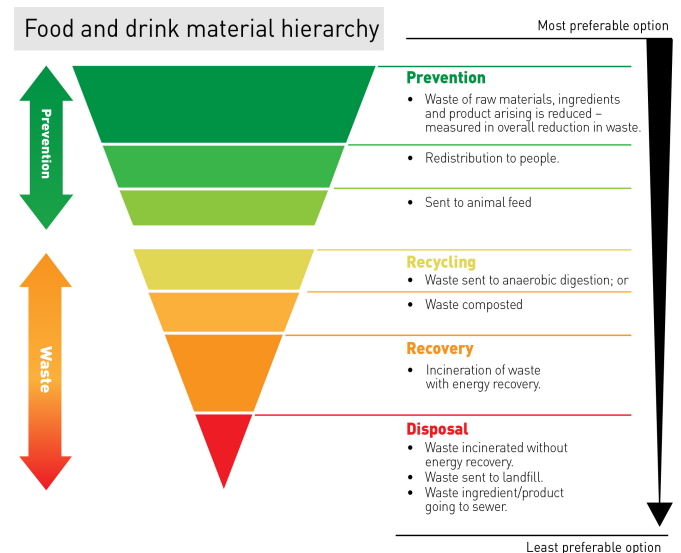 Food and drink material hierarchy
Most preferable option
Prevention
Prevention
• Waste of raw materials, ingredients
and product arising is reduced –
measured in overall reduction in waste.
• Redistribution to people.
• Sent to animal feed
Waste
Recycling
• Waste sent to anaerobic digestion; or
• Waste composted
Recovery
• Incineration of waste
with energy recovery.
Disposal
• Waste incinerated without
energy recovery.
• Waste sent to landfill.
• Waste ingredient/product
going to sewer.
Least preferable option